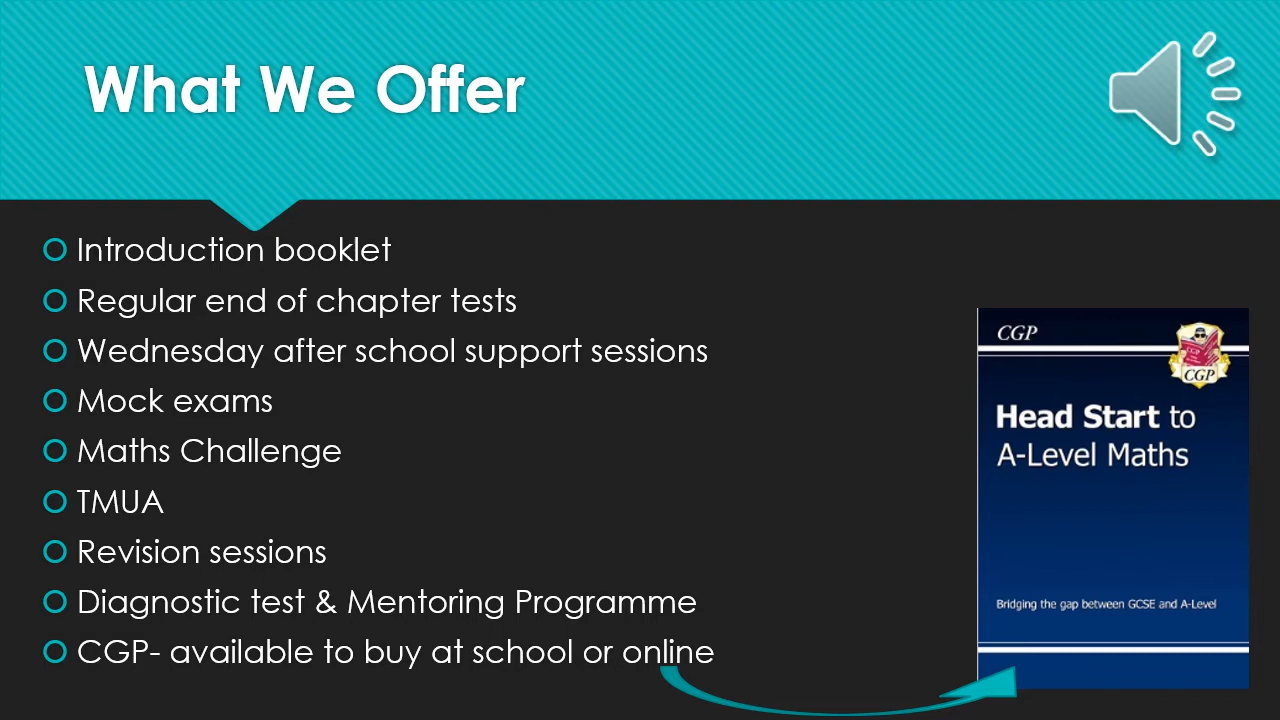 What We Offer
Introduction booklet
Regular end of chapter tests
Wednesday after school support sessions
Mock exams
Maths Challenge
TMUA
Revision sessions
Diagnostic test & Mentoring Programme
CGP- available to buy at school or online
CGP
CGP
Head Start to
A-Level Maths
Bridging the gap between GCSE and A-Level